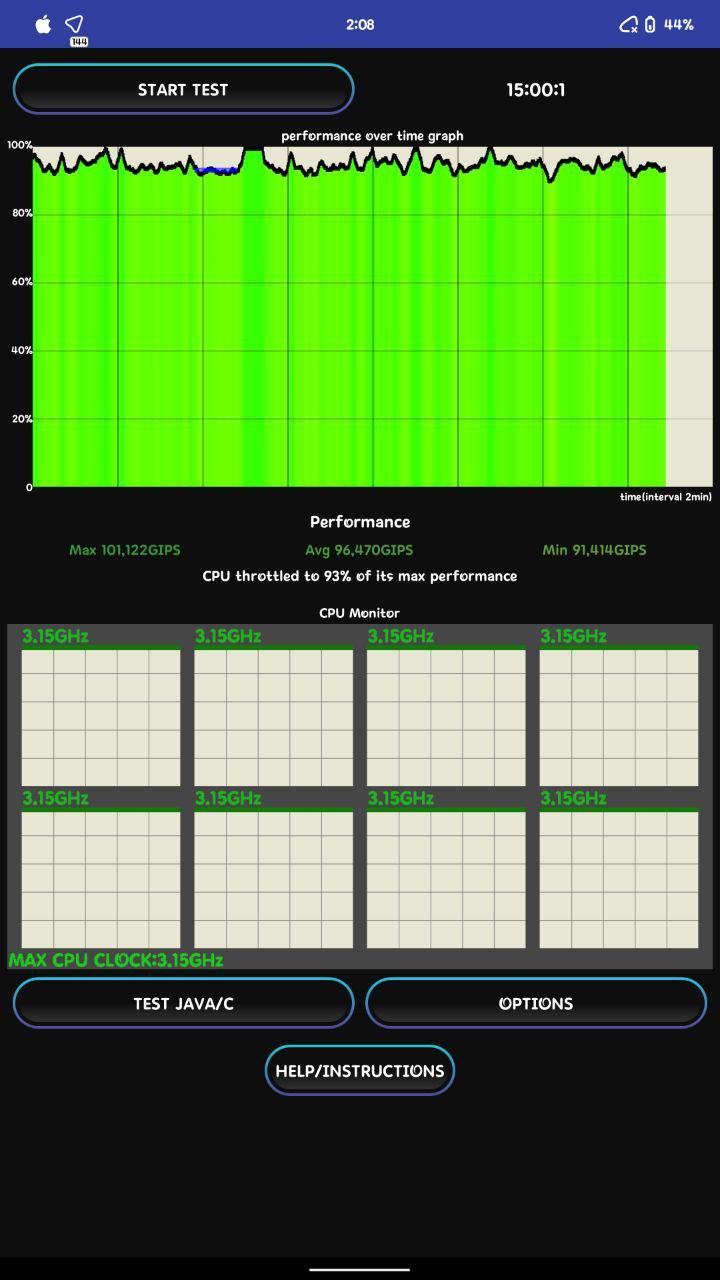 2:08
44%
144
START TEST
15:00:1
performance over time graph
100%
80%
60%
40%
20%
0
time(interval 2min)
Performance
Max 101,122GIPS
Avg 96,470GIPS
Min 91,414GIPS
CPU throttled to 93% of its max performance
CPU Monitor
3.15GHz
3.15GHz
3.15GHz
3.15GHz
3.15GHz
3.15GHz
3.15GHz
3.15GHz
MAX CPU CLOCK:3.15GHz
TEST JAVA/C
OPTIONS
HELP/INSTRUCTIONS